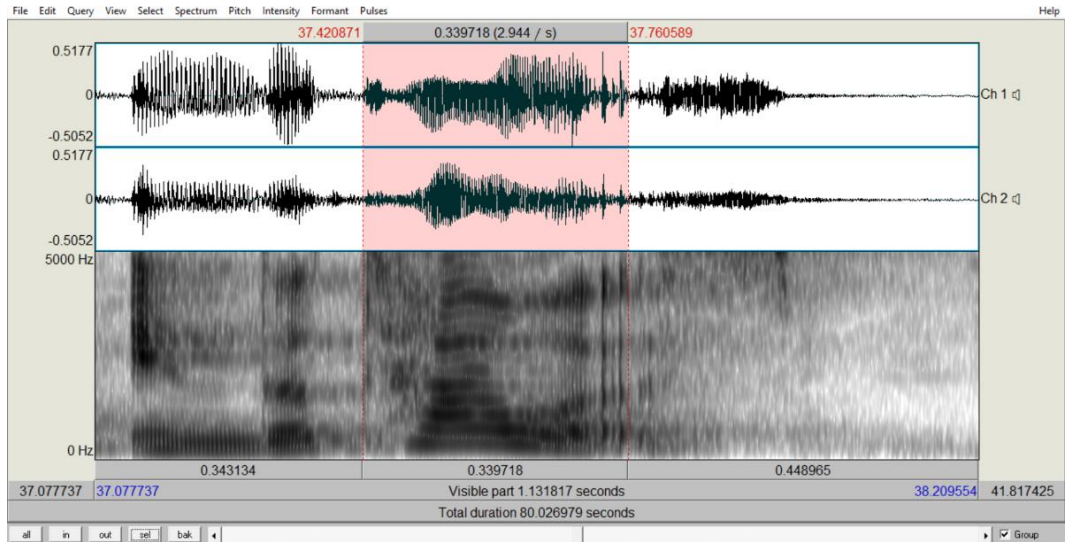 File Edit Query View Select Spectrum Pitch Intensity Formant Pulses Help
37.420871 0.339718 (2.944 / s) 37.760589
0.5177
0 Ch 1
-0.5052
0.5177
0 Ch 2
-0.5052
5000 Hz
0 Hz
0.343134 0.339718 0.448965
37.077737 37.077737 Visible part 1.131817 seconds 38.209554 41.817425
Total duration 80.026979 seconds
all in out sel bak Group